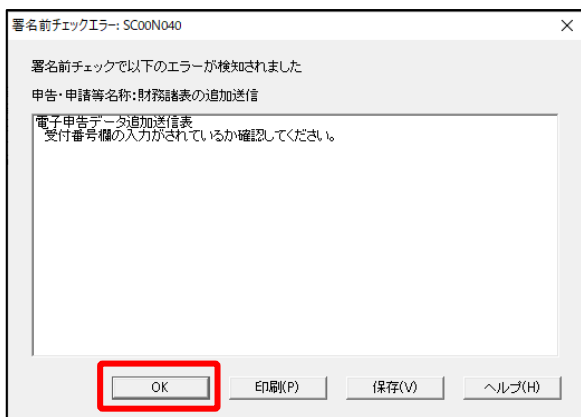 署名前チェックエラー: SC00N040
署名前チェックで以下のエラーが検知されました
申告・申請等名称:財務諸表の追加送信
電子申告データ追加送信表
受付番号欄の入力がされているか確認してください。
OK 印刷(P) 保存(V) ヘルプ(H)